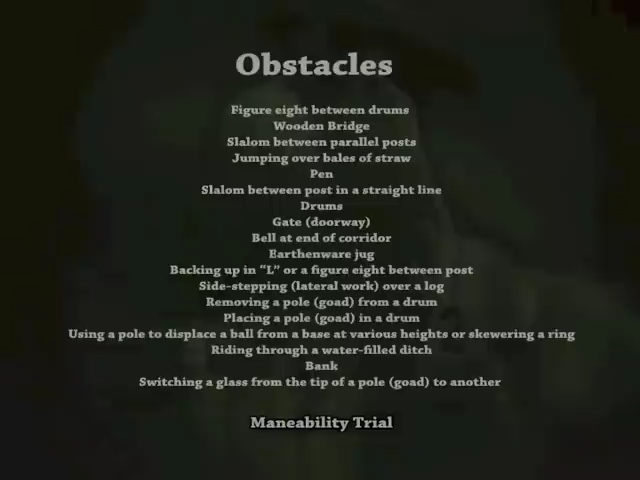 Obstacles
Figure eight between drums
Wooden Bridge
Slalom between parallel posts
Jumping over bales of straw
Pen
Slalom between post in a straight line
Drums
Gate (doorway)
Bell at end of corridor
Earthenware jug
Backing up in “L” or a figure eight between post
Side-stepping (lateral work) over a log
Removing a pole (goad) from a drum
Placing a pole (goad) in a drum
Using a pole to displace a ball from a base at various heights or skewering a ring
Riding through a water-filled ditch
Bank
Switching a glass from the tip of a pole (goad) to another
Maneability Trial